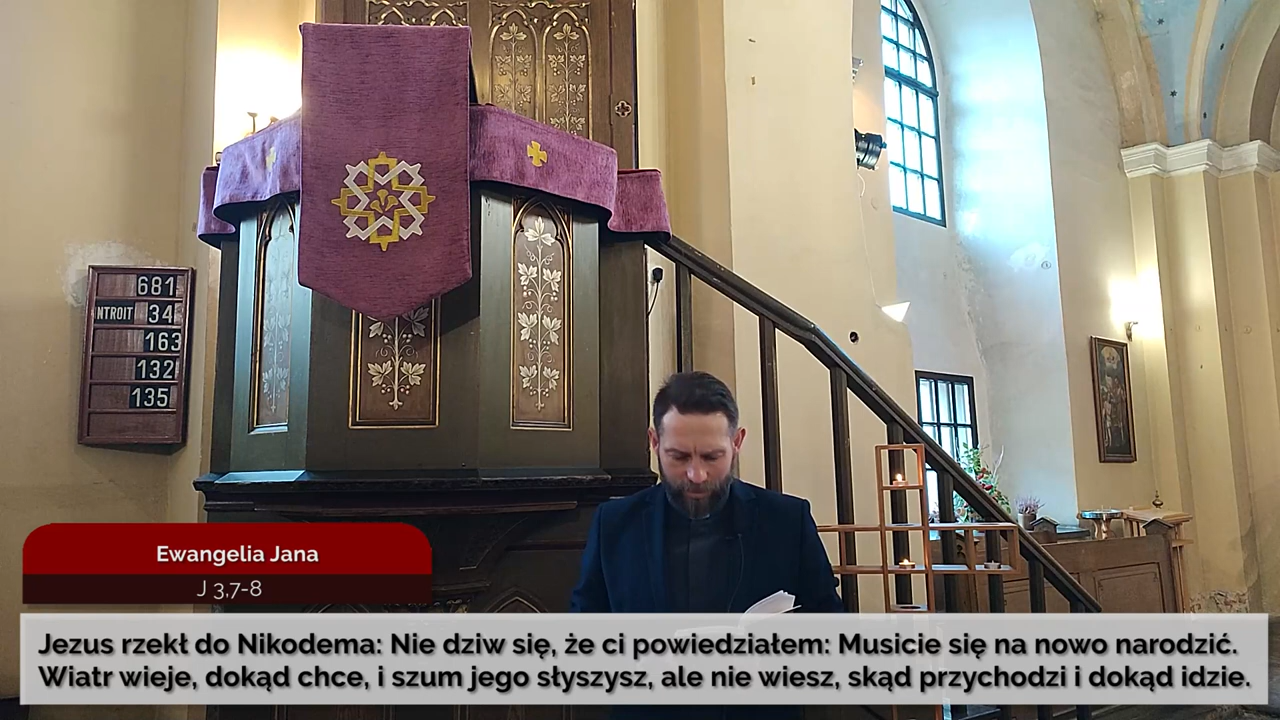 681
INTROIT 34
163
132
135
Ewangelia Jana
J 3,7-8
Jezus rzekł do Nikodema: Nie dziw się, że ci powiedziałem: Musicie się na nowo narodzić.
Wiatr wieje, dokąd chce, i szum jego słyszysz, ale nie wiesz, skąd przychodzi i dokąd idzie.